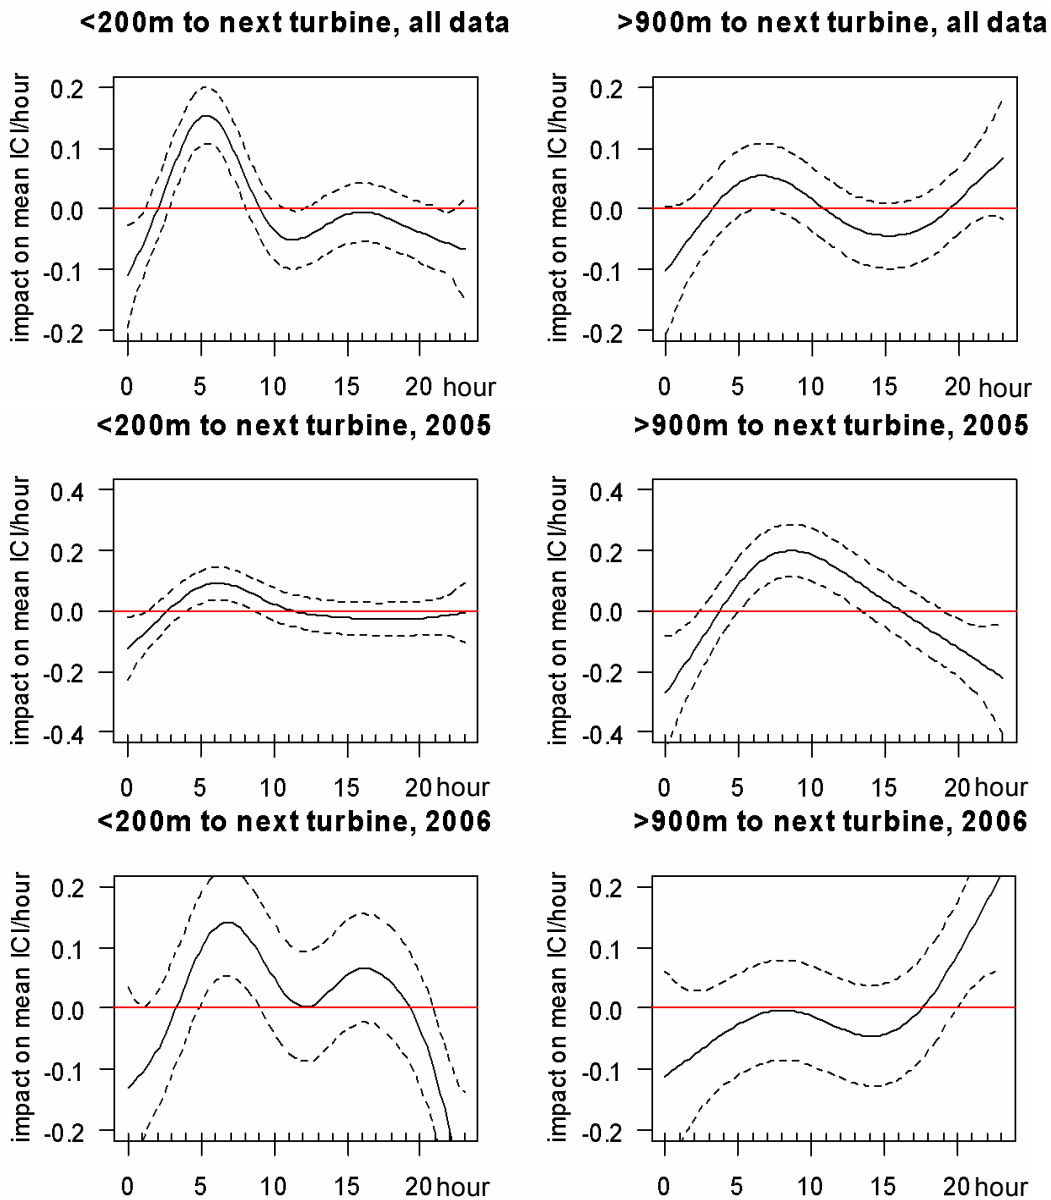 <200m to next turbine, all data
impact on mean ICI/hour
0.2
0.1
0.0
-0.1
-0.2
0 5 10 15 20 hour
>900m to next turbine, all data
impact on mean ICI/hour
0.2
0.1
0.0
-0.1
-0.2
0 5 10 15 20 hour
<200m to next turbine, 2005
impact on mean ICI/hour
0.4
0.2
0.0
-0.2
-0.4
0 5 10 15 20 hour
>900m to next turbine, 2005
impact on mean ICI/hour
0.4
0.2
0.0
-0.2
-0.4
0 5 10 15 20 hour
<200m to next turbine, 2006
impact on mean ICI/hour
0.2
0.1
0.0
-0.1
-0.2
0 5 10 15 20 hour
>900m to next turbine, 2006
impact on mean ICI/hour
0.2
0.1
0.0
-0.1
-0.2
0 5 10 15 20 hour